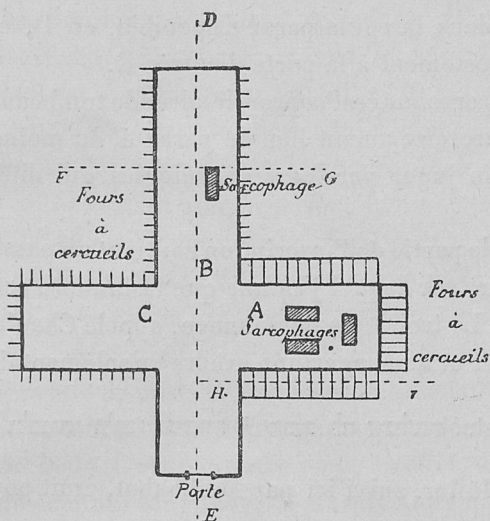 D
F
G
Sarcophage
Fours
à
cercueils
B
C
A
Fours
à
cercueils
Sarcophages
H.
I
Porte
E